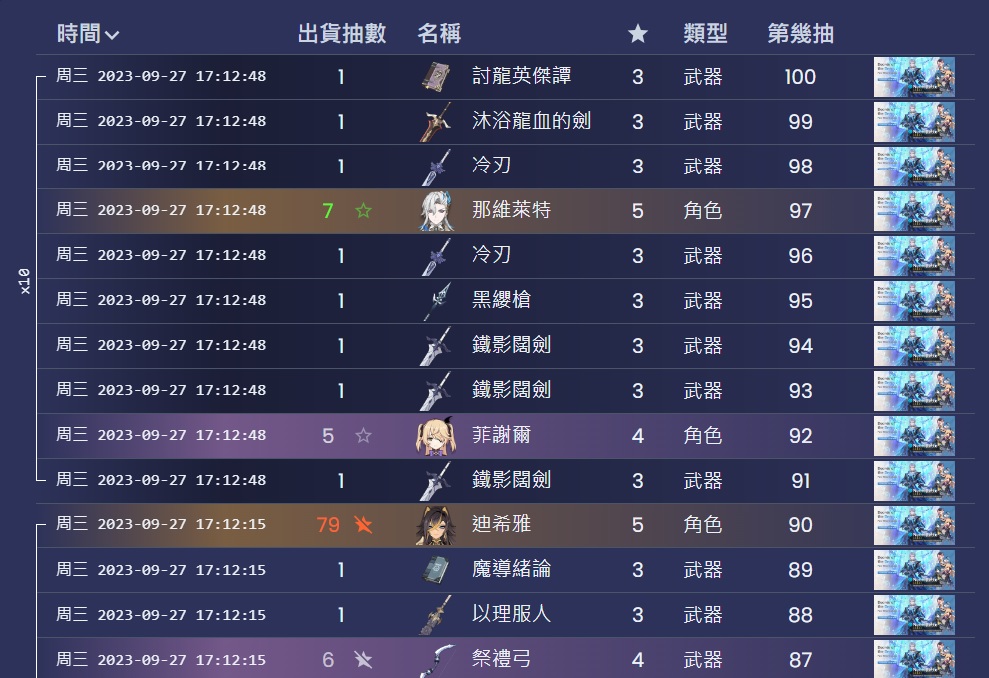 時間 出貨抽數 名稱 ★ 類型 第幾抽
周三 2023-09-27 17:12:48 1 討龍英傑譚 3 武器 100
周三 2023-09-27 17:12:48 1 沐浴龍血的劍 3 武器 99
周三 2023-09-27 17:12:48 1 冷刃 3 武器 98
周三 2023-09-27 17:12:48 7 ☆ 那維萊特 5 角色 97
周三 2023-09-27 17:12:48 1 冷刃 3 武器 96
x10
周三 2023-09-27 17:12:48 1 黑纓槍 3 武器 95
周三 2023-09-27 17:12:48 1 鐵影闊劍 3 武器 94
周三 2023-09-27 17:12:48 1 鐵影闊劍 3 武器 93
周三 2023-09-27 17:12:48 5 ☆ 菲謝爾 4 角色 92
周三 2023-09-27 17:12:48 1 鐵影闊劍 3 武器 91
周三 2023-09-27 17:12:15 79 迪希雅 5 角色 90
周三 2023-09-27 17:12:15 1 魔導緒論 3 武器 89
周三 2023-09-27 17:12:15 1 以理服人 3 武器 88
周三 2023-09-27 17:12:15 6 祭禮弓 4 武器 87